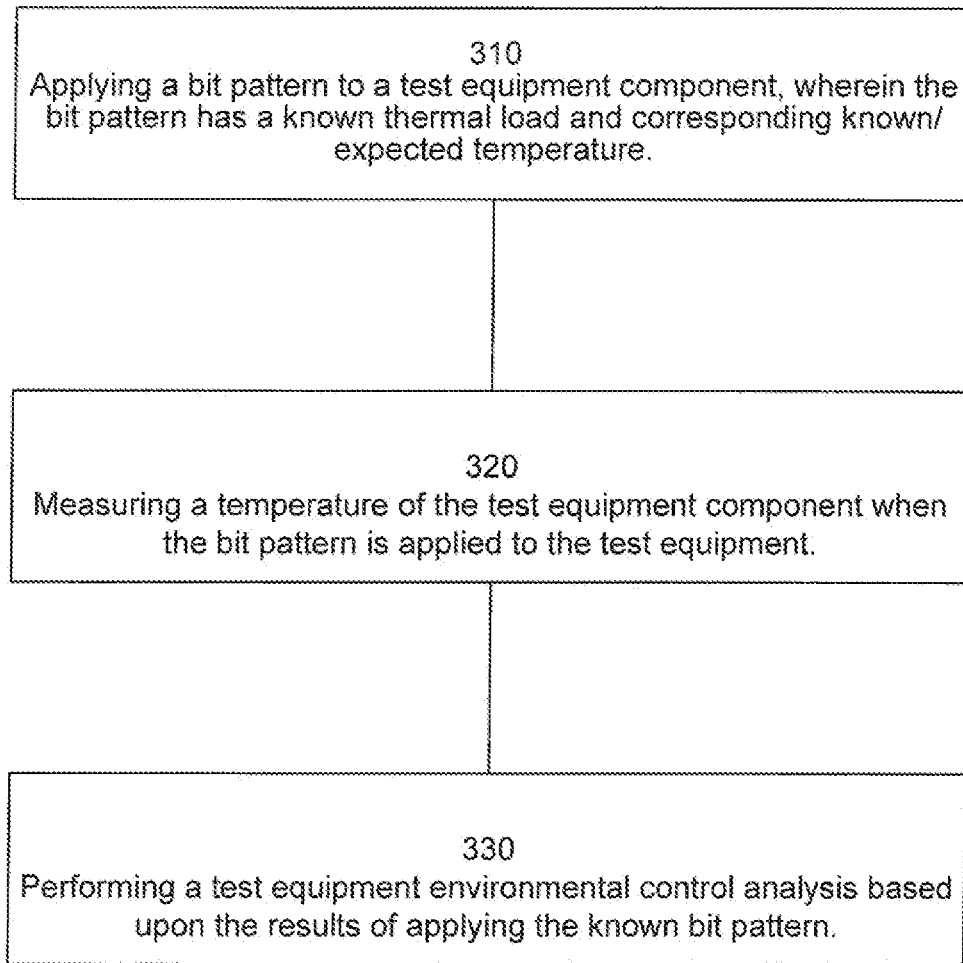 310
Applying a bit pattern to a test equipment component, wherein the
bit pattern has a known thermal load and corresponding known/
expected temperature.
320
Measuring a temperature of the test equipment component when
the bit pattern is applied to the test equipment.
330
Performing a test equipment environmental control analysis based
upon the results of applying the known bit pattern.